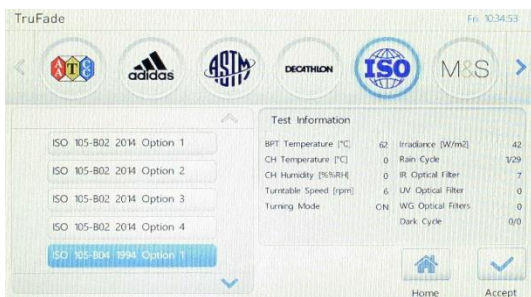 TruFade
Fri 10:34:53
AATCC
adidas
ASTM
DECATHLON
ISO
M&S
ISO 105-B02 2014 Option 1
ISO 105-B02 2014 Option 2
ISO 105-B02 2014 Option 3
ISO 105-B02 2014 Option 4
ISO 105-B04 1994 Option 1
Test Information
BPT Temperature [°C] 62 Irradiance [W/m2] 42
CH Temperature [°C] 0 Rain Cycle 1/29
CH Humidity [%%RH] 0 IR Optical Filter 7
Turntable Speed [rpm] 6 UV Optical Filter 0
Turning Mode ON WG Optical Filters 0
Dark Cycle 0/0
Home
Accept